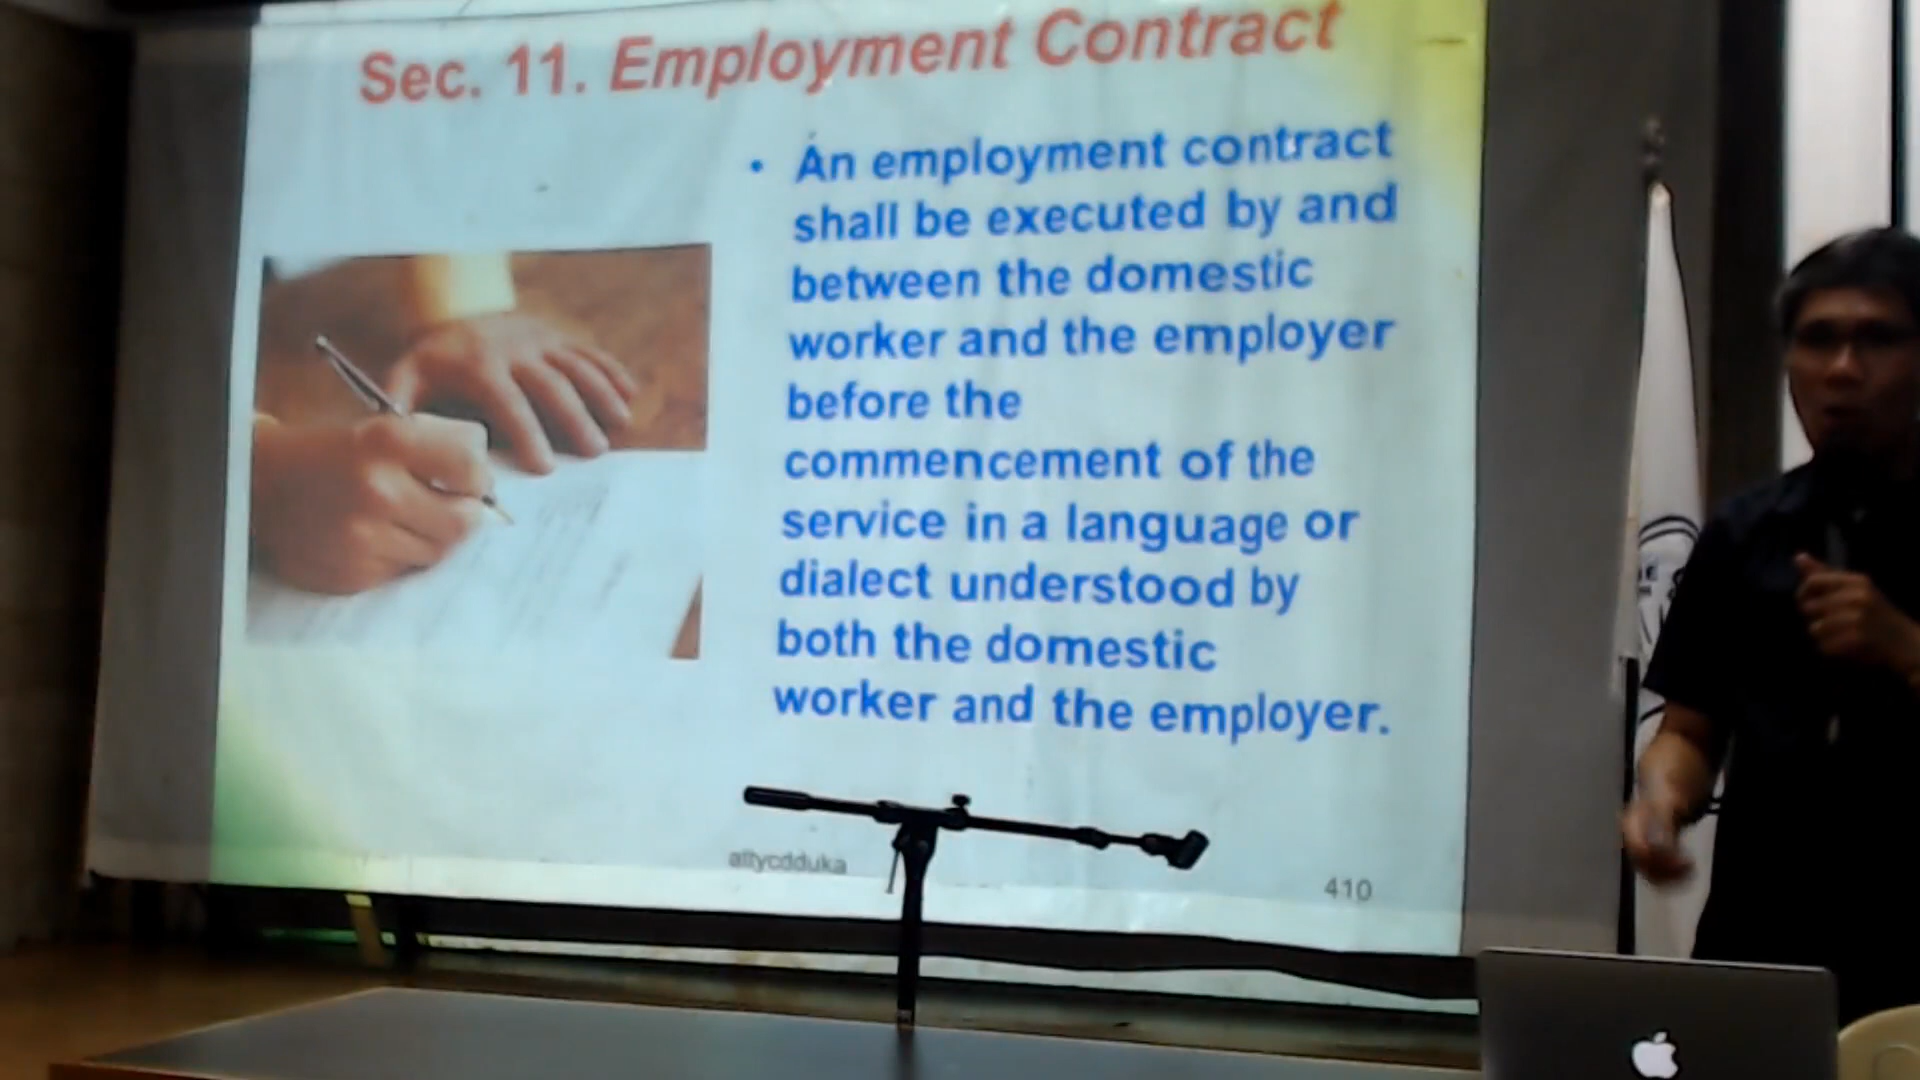 Sec. 11. Employment Contract
• An employment contract
shall be executed by and
between the domestic
worker and the employer
before the
commencement of the
service in a language or
dialect understood by
both the domestic
worker and the employer.
attycdduka
410